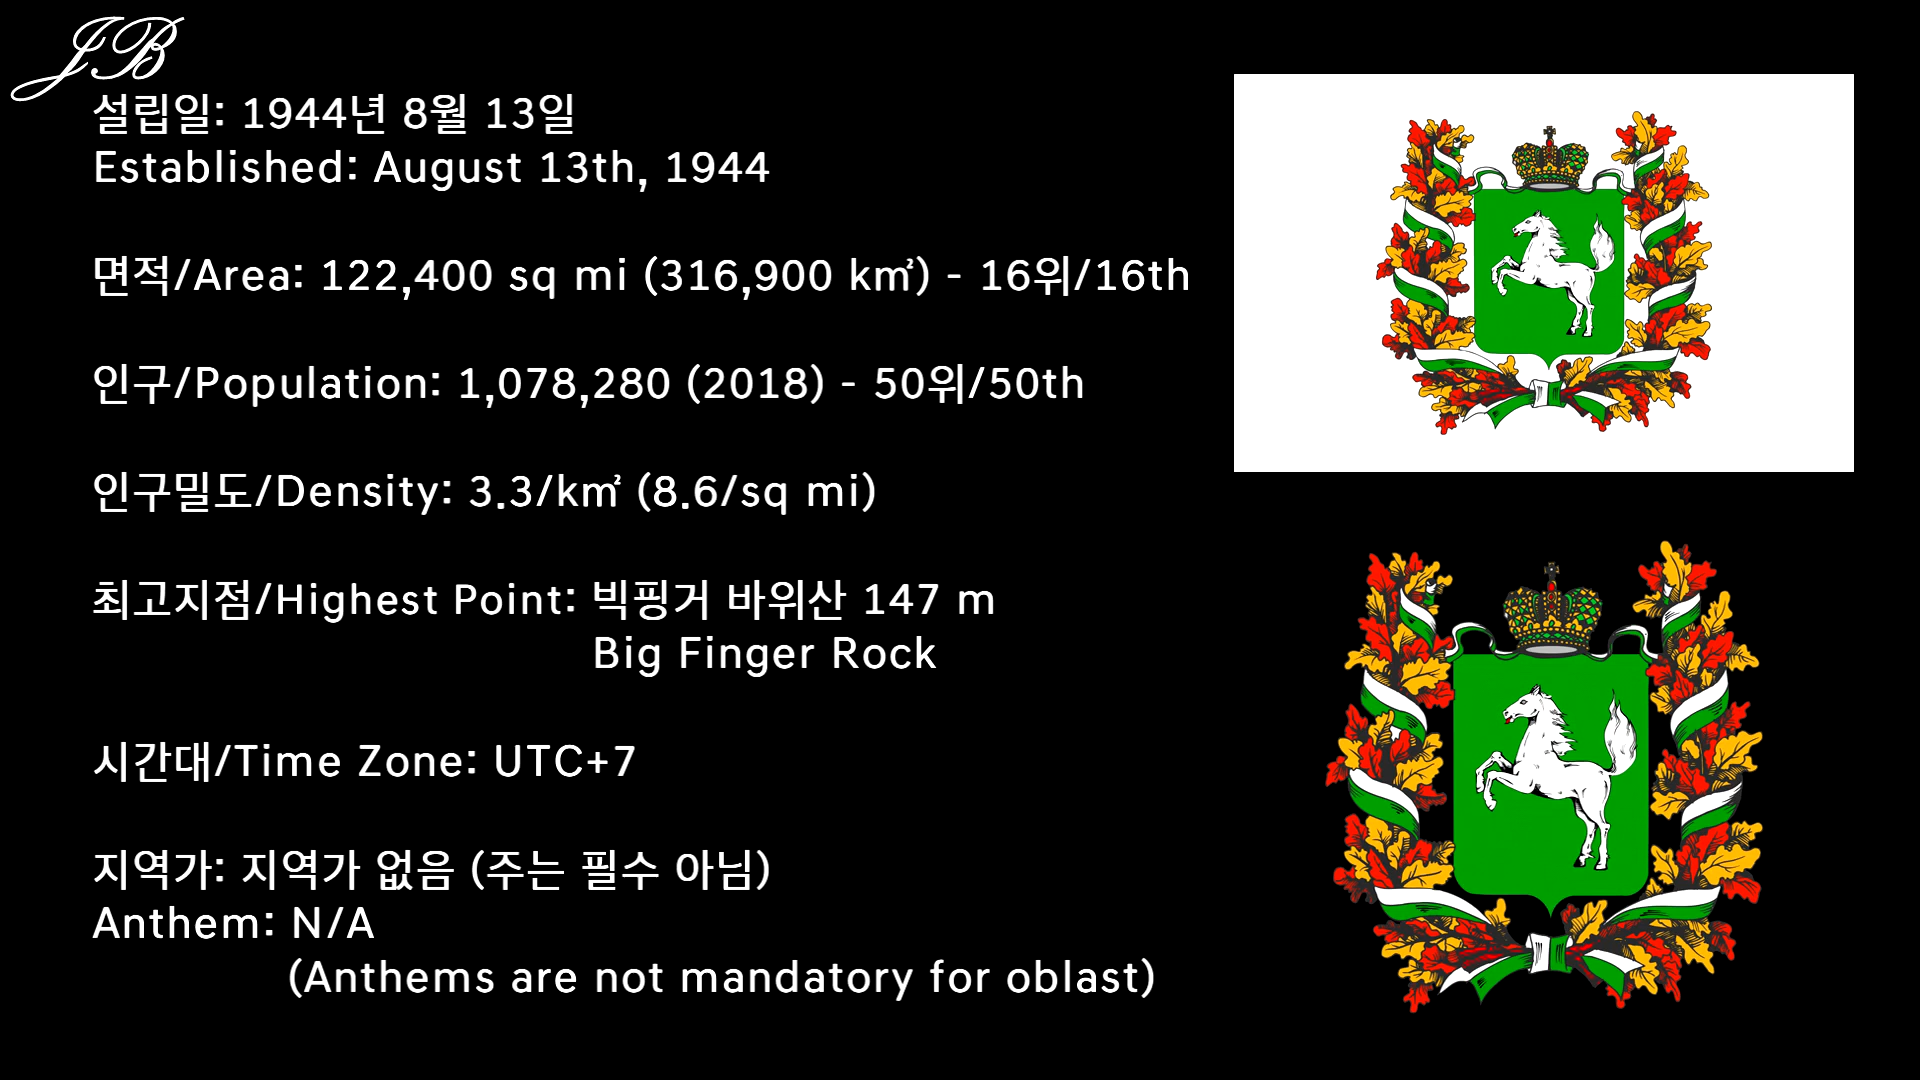 JB
설립일: 1944년 8월 13일
Established: August 13th, 1944
면적/Area: 122,400 sq mi (316,900 km²) - 16위/16th
인구/Population: 1,078,280 (2018) - 50위/50th
인구밀도/Density: 3.3/km² (8.6/sq mi)
최고지점/Highest Point: 빅핑거 바위산 147 m
Big Finger Rock
시간대/Time Zone: UTC+7
지역가: 지역가 없음 (주는 필수 아님)
Anthem: N/A
(Anthems are not mandatory for oblast)